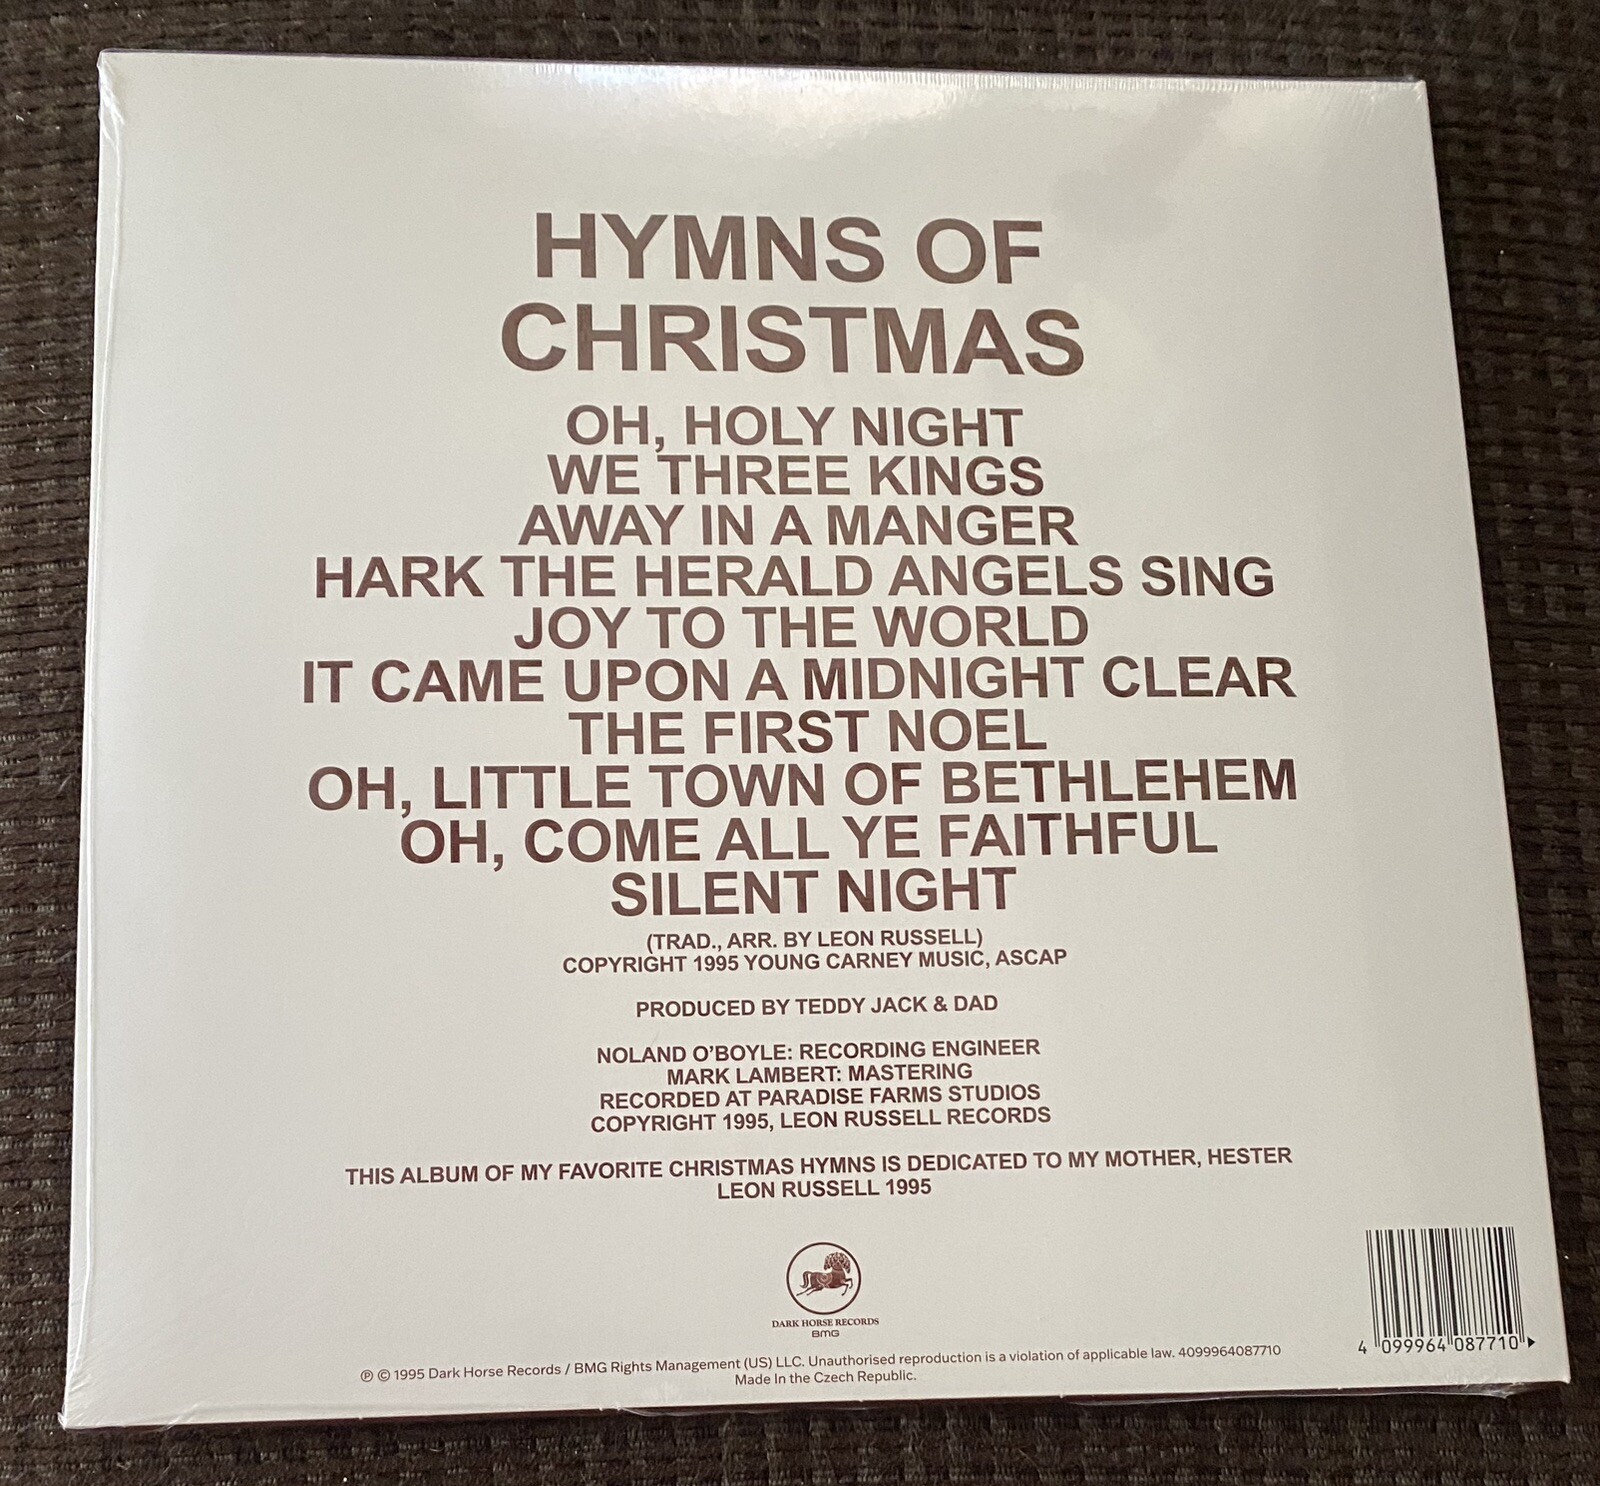 HYMNS OF
CHRISTMAS
OH, HOLY NIGHT
WE THREE KINGS
AWAY IN A MANGER
HARK THE HERALD ANGELS SING
JOY TO THE WORLD
IT CAME UPON A MIDNIGHT CLEAR
THE FIRST NOEL
OH, LITTLE TOWN OF BETHLEHEM
OH, COME ALL YE FAITHFUL
SILENT NIGHT
(TRAD., ARR. BY LEON RUSSELL)
COPYRIGHT 1995 YOUNG CARNEY MUSIC, ASCAP
PRODUCED BY TEDDY JACK & DAD
NOLAND O'BOYLE: RECORDING ENGINEER
MARK LAMBERT: MASTERING
RECORDED AT PARADISE FARMS STUDIOS
COPYRIGHT 1995, LEON RUSSELL RECORDS
THIS ALBUM OF MY FAVORITE CHRISTMAS HYMNS IS DEDICATED TO MY MOTHER, HESTER
LEON RUSSELL 1995
DARK HORSE RECORDS
BMG
4 099964 087710
℗ © 1995 Dark Horse Records / BMG Rights Management (US) LLC. Unauthorised reproduction is a violation of applicable law. 4099964087710
Made In the Czech Republic.